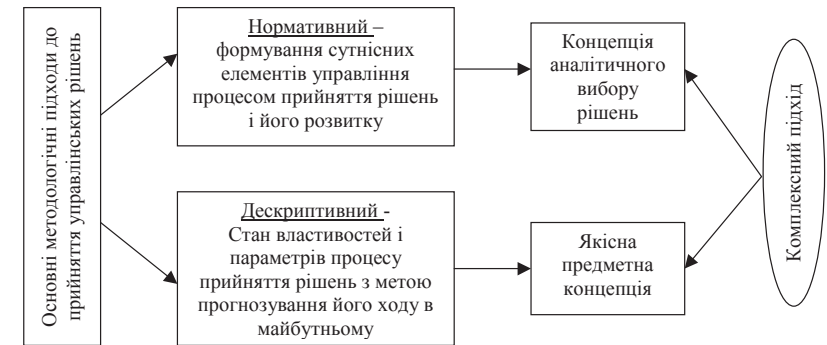 Основні методологічні підходи до
прийняття управлінських рішень
Нормативний –
формування сутнісних
елементів управління
процесом прийняття рішень
і його розвитку
Концепція
аналітичного
вибору
рішень
Дескриптивний -
Стан властивостей і
параметрів процесу
прийняття рішень з метою
прогнозування його ходу в
майбутньому
Якісна
предметна
концепція
Комплексний підхід